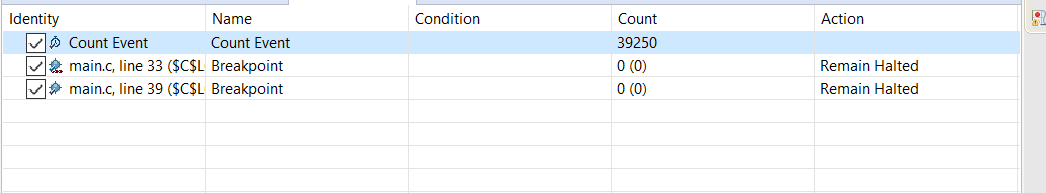 Identity Name Condition Count Action
Count Event Count Event 39250
main.c, line 33 ($C$L Breakpoint 0 (0) Remain Halted
main.c, line 39 ($C$L Breakpoint 0 (0) Remain Halted